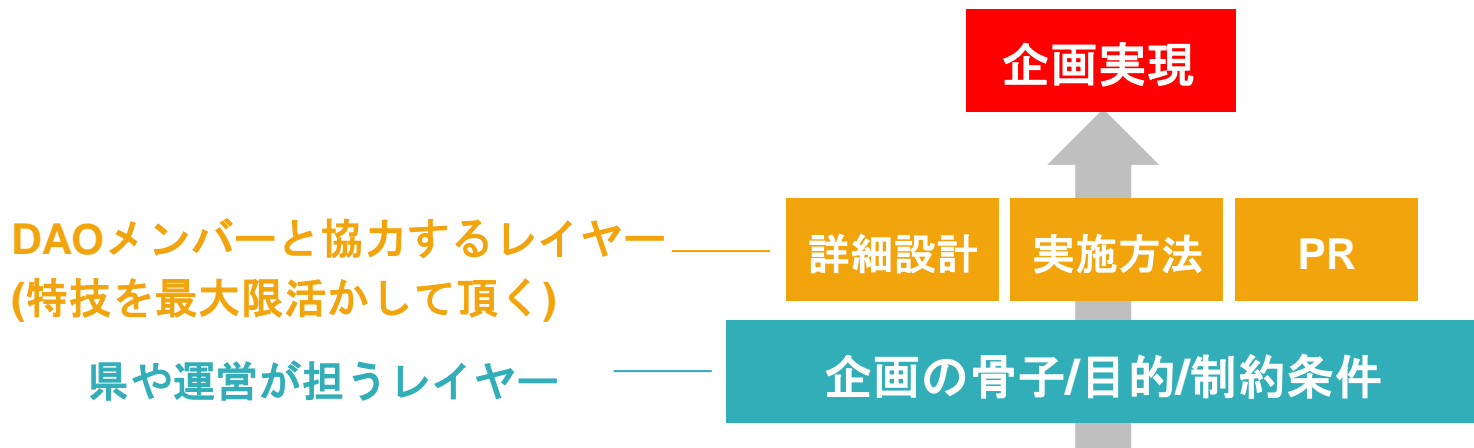 企画実現
DAOメンバーと協力するレイヤー
(特技を最大限活かして頂く)
詳細設計
実施方法
PR
県や運営が担うレイヤー
企画の骨子/目的/制約条件